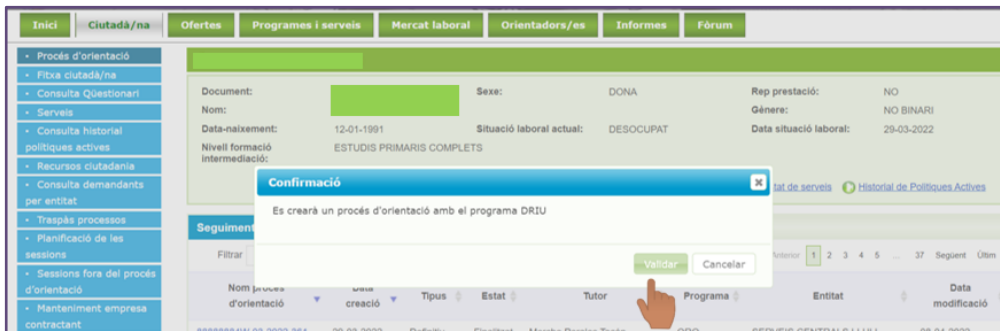 Inici Ciutadà/na Ofertes Programes i serveis Mercat laboral Orientadors/es Informes Fòrum
Procés d'orientació
Fitxa ciutadà/na
Consulta Qüestionari
Serveis
Consulta historial
polítiques actives
Recursos ciutadania
Consulta demandants
per entitat
Traspàs processos
Planificació de les
sessions
Sessions fora del procés
d'orientació
Manteniment empresa
contractant
Document: Sexe: DONA Rep prestació: NO
Nom: Gènere: NO BINARI
Data-naixement: 12-01-1991 Situació laboral actual: DESOCUPAT Data situació laboral: 29-03-2022
Nivell formació
intermediació: ESTUDIS PRIMARIS COMPLETS
tat de serveis Historial de Polítiques Actives
Confirmació
Es crearà un procés d'orientació amb el programa DRIU
Validar Cancelar
Seguiment
Filtrar Anterior 1 2 3 4 5 ... 37 Següent Últim
Nom procés
d'orientació Data
creació Tipus Estat Tutor Programa Entitat Data
modificació